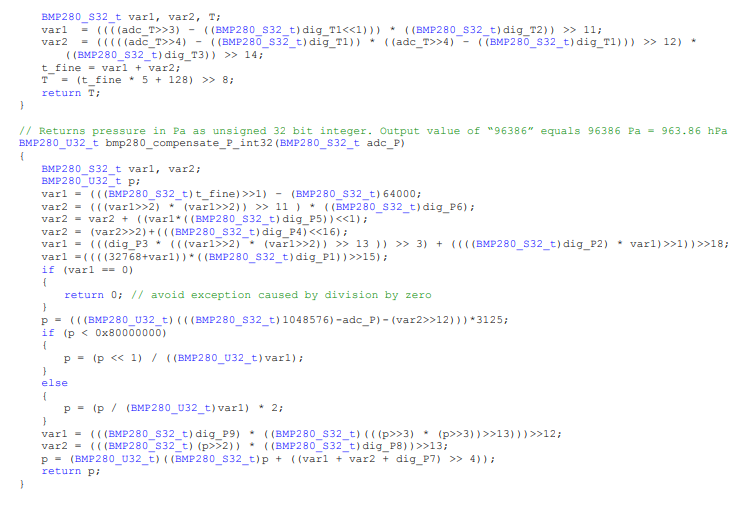 BMP280_S32_t var1, var2, T;
var1 = ((((adc_T>>3) - ((BMP280_S32_t)dig_T1<<1))) * ((BMP280_S32_t)dig_T2)) >> 11;
var2 = (((((adc_T>>4) - ((BMP280_S32_t)dig_T1)) * ((adc_T>>4) - ((BMP280_S32_t)dig_T1))) >> 12) *
((BMP280_S32_t)dig_T3)) >> 14;
t_fine = var1 + var2;
T = (t_fine * 5 + 128) >> 8;
return T;
}
// Returns pressure in Pa as unsigned 32 bit integer. Output value of “96386” equals 96386 Pa = 963.86 hPa
BMP280_U32_t bmp280_compensate_P_int32(BMP280_S32_t adc_P)
{
BMP280_S32_t var1, var2;
BMP280_U32_t p;
var1 = (((BMP280_S32_t)t_fine)>>1) - (BMP280_S32_t)64000;
var2 = (((var1>>2) * (var1>>2)) >> 11 ) * ((BMP280_S32_t)dig_P6);
var2 = var2 + ((var1*((BMP280_S32_t)dig_P5))<<1);
var2 = (var2>>2)+(((BMP280_S32_t)dig_P4)<<16);
var1 = (((dig_P3 * (((var1>>2) * (var1>>2)) >> 13 )) >> 3) + ((((BMP280_S32_t)dig_P2) * var1)>>1))>>18;
var1 =((((32768+var1))*((BMP280_S32_t)dig_P1))>>15);
if (var1 == 0)
{
return 0; // avoid exception caused by division by zero
}
p = (((BMP280_U32_t)(((BMP280_S32_t)1048576)-adc_P)-(var2>>12)))*3125;
if (p < 0x80000000)
{
p = (p << 1) / ((BMP280_U32_t)var1);
}
else
{
p = (p / (BMP280_U32_t)var1) * 2;
}
var1 = (((BMP280_S32_t)dig_P9) * ((BMP280_S32_t)(((p>>3) * (p>>3))>>13)))>>12;
var2 = (((BMP280_S32_t)(p>>2)) * ((BMP280_S32_t)dig_P8))>>13;
p = (BMP280_U32_t)((BMP280_S32_t)p + ((var1 + var2 + dig_P7) >> 4));
return p;
}